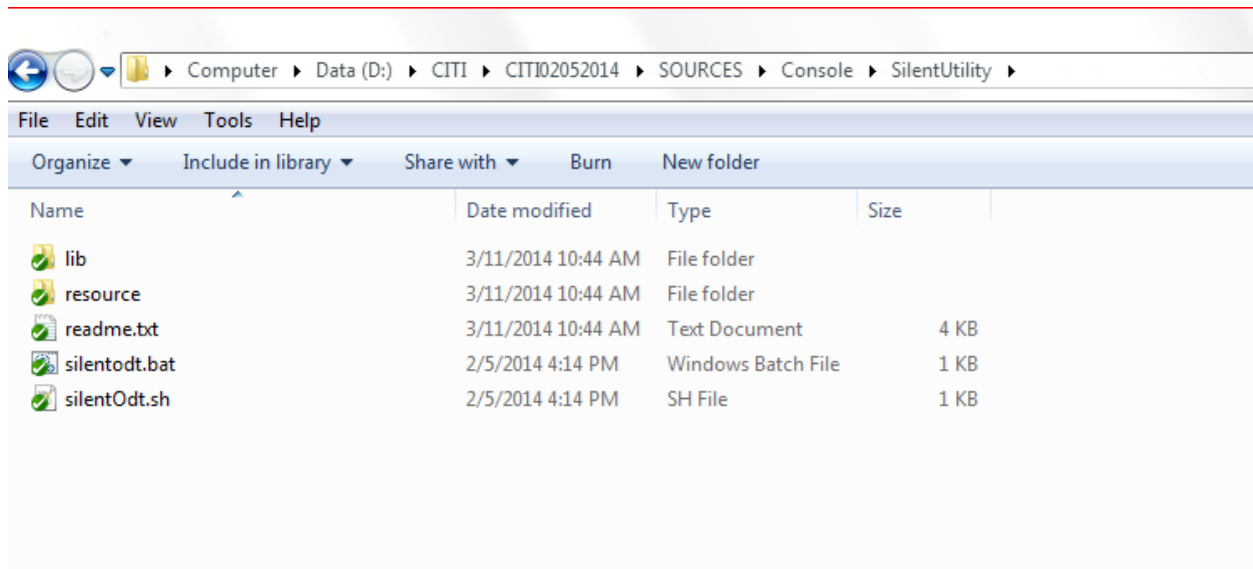 Computer Data (D:) CITI CITI02052014 SOURCES Console SilentUtility
File Edit View Tools Help
Organize Include in library Share with Burn New folder
Name Date modified Type Size
lib 3/11/2014 10:44 AM File folder
resource 3/11/2014 10:44 AM File folder
readme.txt 3/11/2014 10:44 AM Text Document 4 KB
silentodt.bat 2/5/2014 4:14 PM Windows Batch File 1 KB
silentOdt.sh 2/5/2014 4:14 PM SH File 1 KB